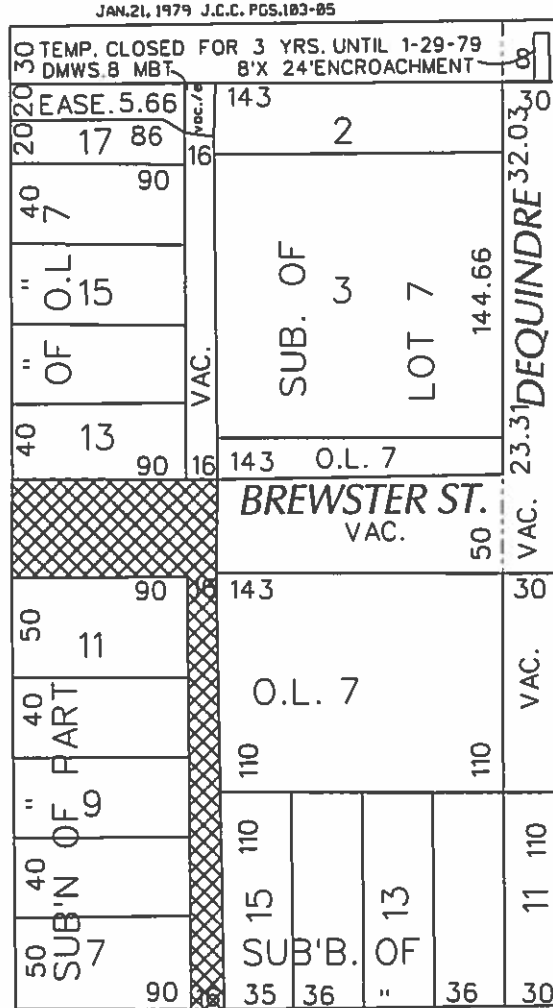 JAN.21, 1979 J.C.C. PGS.103-05
30 TEMP. CLOSED FOR 3 YRS. UNTIL 1-29-79
DMWS.8 MBT 8'X 24'ENCROACHMENT 8
20 EASE. 5.66 voc./e 143 2 30
20 17 86 16 32.03
40 7 90
" 15
" OF O.L
40 13 90 16
VAC.
SUB. OF 3 LOT 7 144.66
DEQUINDRE
23.31
143 O.L. 7
BREWSTER ST.
VAC. 50 VAC.
50 11 90 16 143 30
O.L. 7 VAC.
40
110 110
" 9
40
50 7 90 16
SUB'N OF PART
110 15 13 110 11
SUB'B. OF
35 36 " 36 30